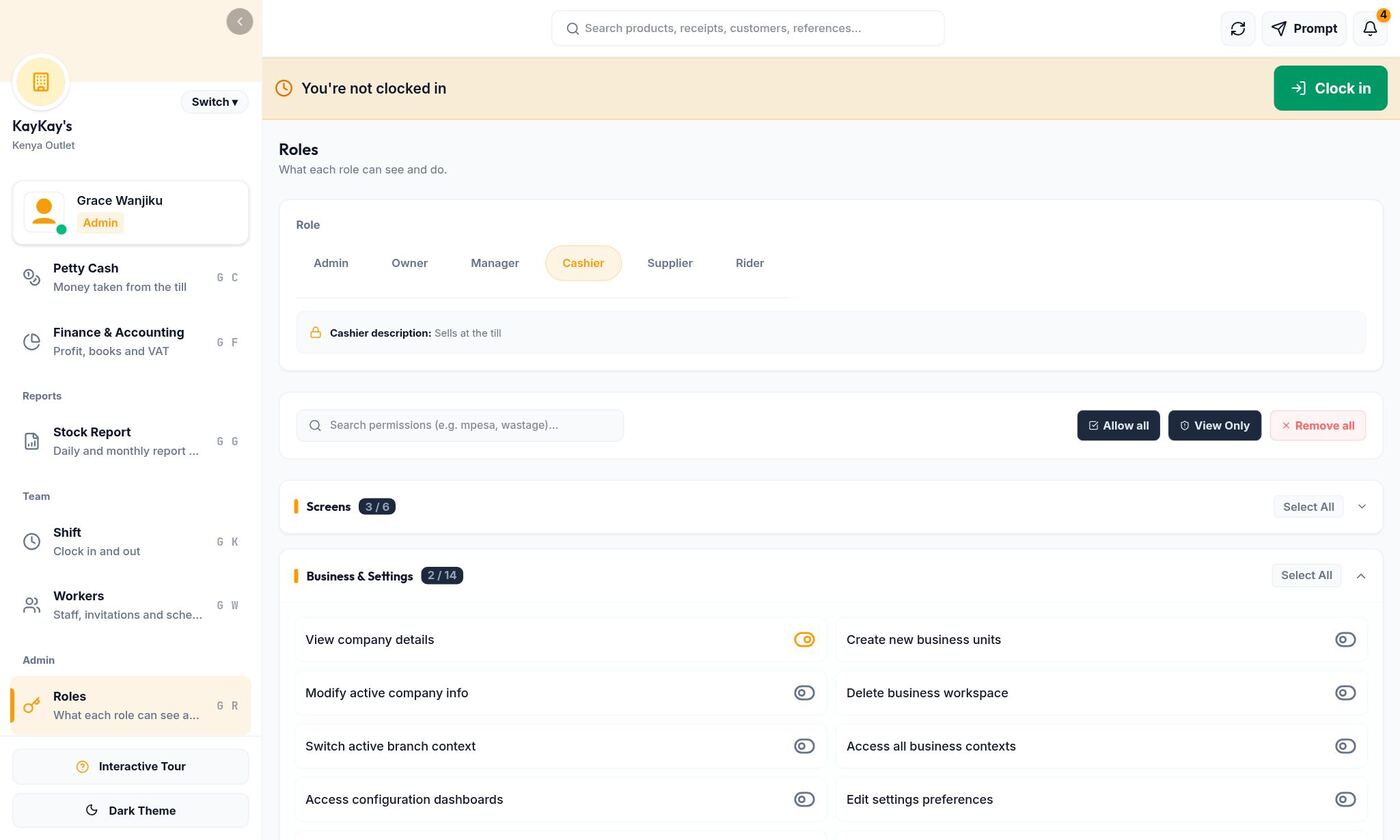 Search products, receipts, customers, references...
Prompt
4
You're not clocked in
Clock in
Switch ▾
KayKay's
Kenya Outlet
Grace Wanjiku
Admin
Petty Cash
Money taken from the till
G C
Finance & Accounting
Profit, books and VAT
G F
Reports
Stock Report
Daily and monthly report ...
G G
Team
Shift
Clock in and out
G K
Workers
Staff, invitations and sche...
G W
Admin
Roles
What each role can see a...
G R
Interactive Tour
Dark Theme
Roles
What each role can see and do.
Role
Admin Owner Manager Cashier Supplier Rider
Cashier description: Sells at the till
Search permissions (e.g. mpesa, wastage)...
Allow all
View Only
Remove all
Screens 3 / 6
Select All
Business & Settings 2 / 14
Select All
View company details
Create new business units
Modify active company info
Delete business workspace
Switch active branch context
Access all business contexts
Access configuration dashboards
Edit settings preferences